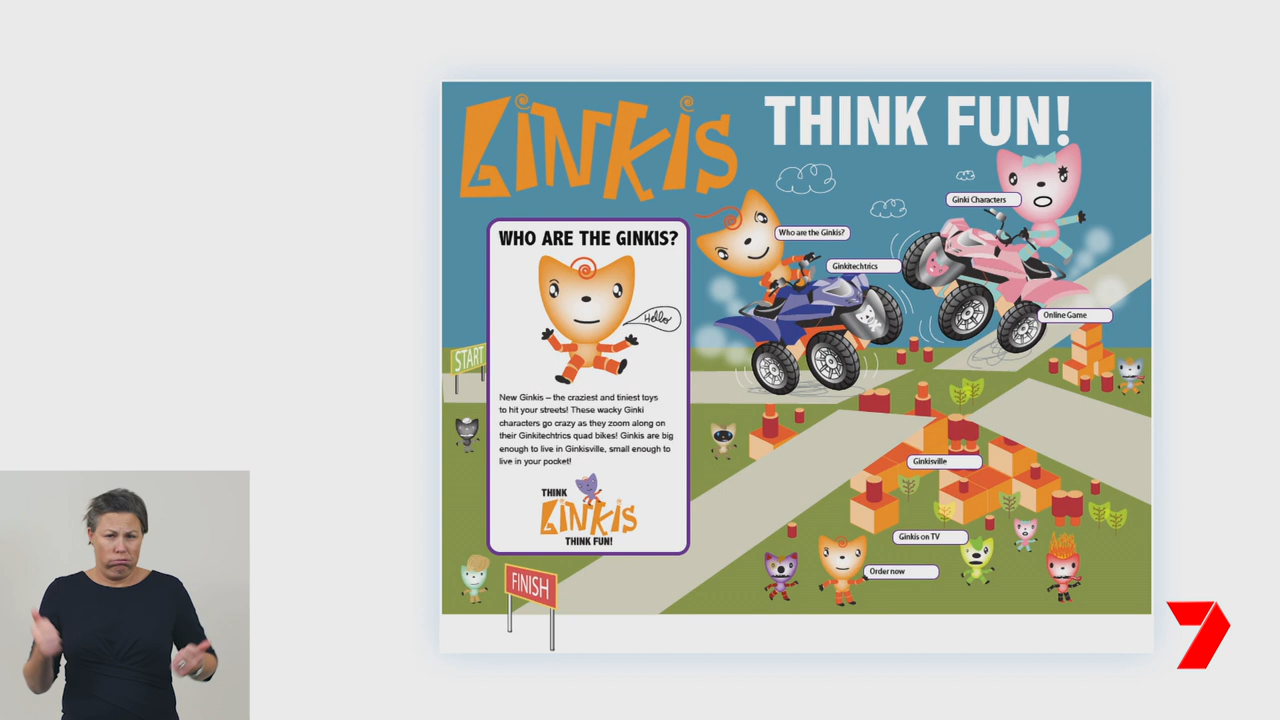 GINKIS
THINK FUN!
Ginki Characters
Who are the Ginkis?
Ginkitechtrics
Online Game
WHO ARE THE GINKIS?
Hello
START
New Ginkis – the craziest and tiniest toys
to hit your streets! These wacky Ginki
characters go crazy as they zoom along on
their Ginkitechtrics quad bikes! Ginkis are big
enough to live in Ginkisville, small enough to
live in your pocket!
THINK
GINKIS
THINK FUN!
Ginkisville
Ginkis on TV
Order now
FINISH
7